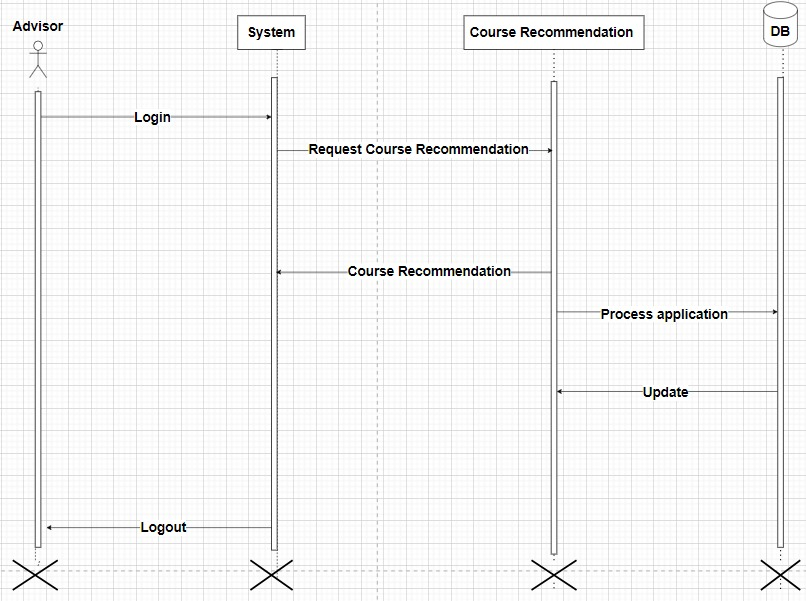 Advisor
System
Course Recommendation
DB
Login
Request Course Recommendation
Course Recommendation
Process application
Update
Logout